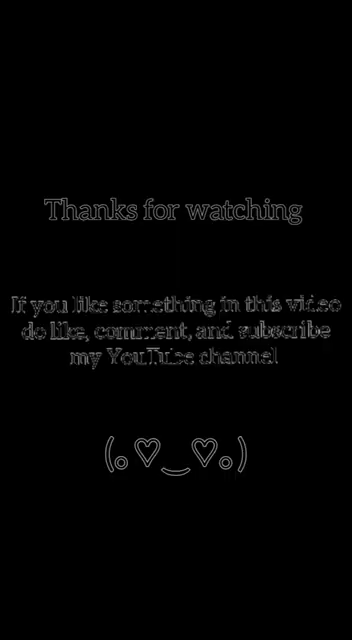 Thanks for watching
If you like something in this video
do like, comment, and subscribe
my YouTube channel
(｡♡‿♡｡)